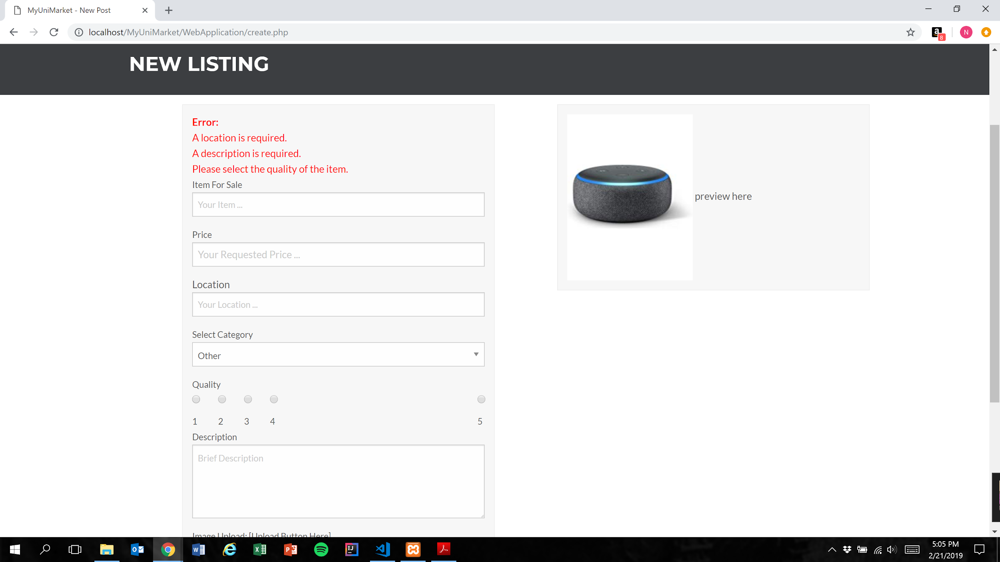 MyUniMarket - New Post
localhost/MyUniMarket/WebApplication/create.php
a
8
N
NEW LISTING
Error:
A location is required.
A description is required.
Please select the quality of the item.
Item For Sale
Your Item ...
Price
Your Requested Price ...
Location
Your Location ...
Select Category
Other
Quality
1 2 3 4 5
Description
Brief Description
Image Upload: [Upload Button Here]
preview here
5:05 PM
2/21/2019